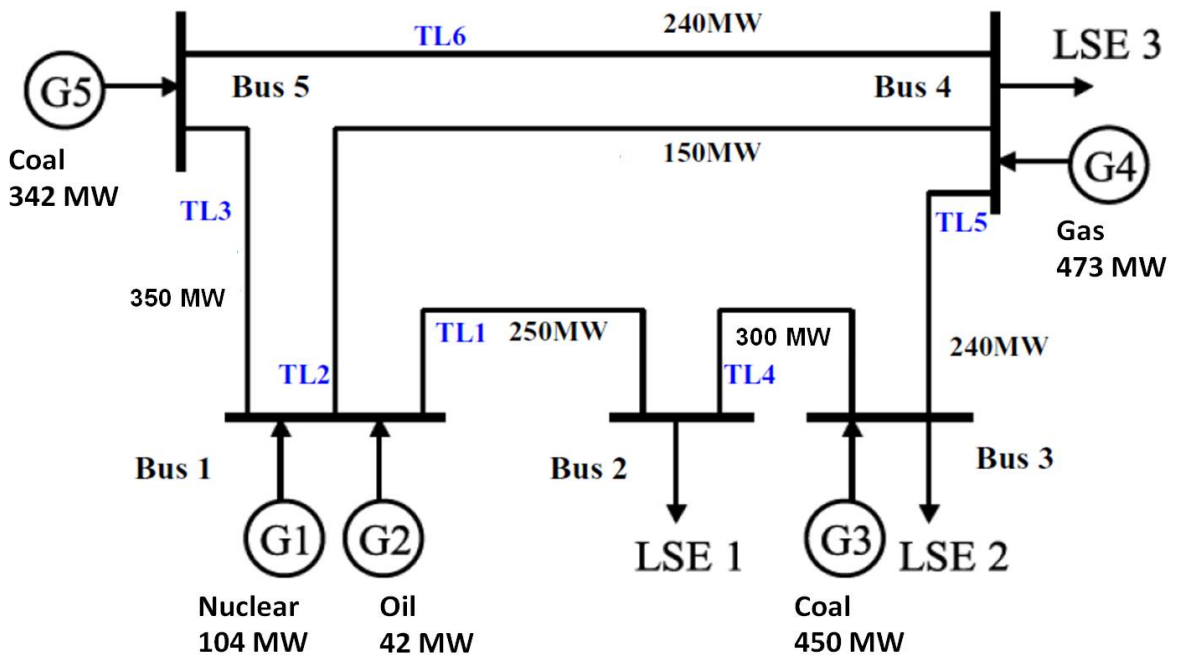 240MW
TL6
LSE 3
G5
Bus 5
Bus 4
Coal
342 MW
150MW
G4
TL3
TL5
Gas
473 MW
350 MW
TL1
250MW
300 MW
240MW
TL2
TL4
Bus 1
Bus 2
Bus 3
G1
G2
LSE 1
G3
LSE 2
Nuclear
104 MW
Oil
42 MW
Coal
450 MW